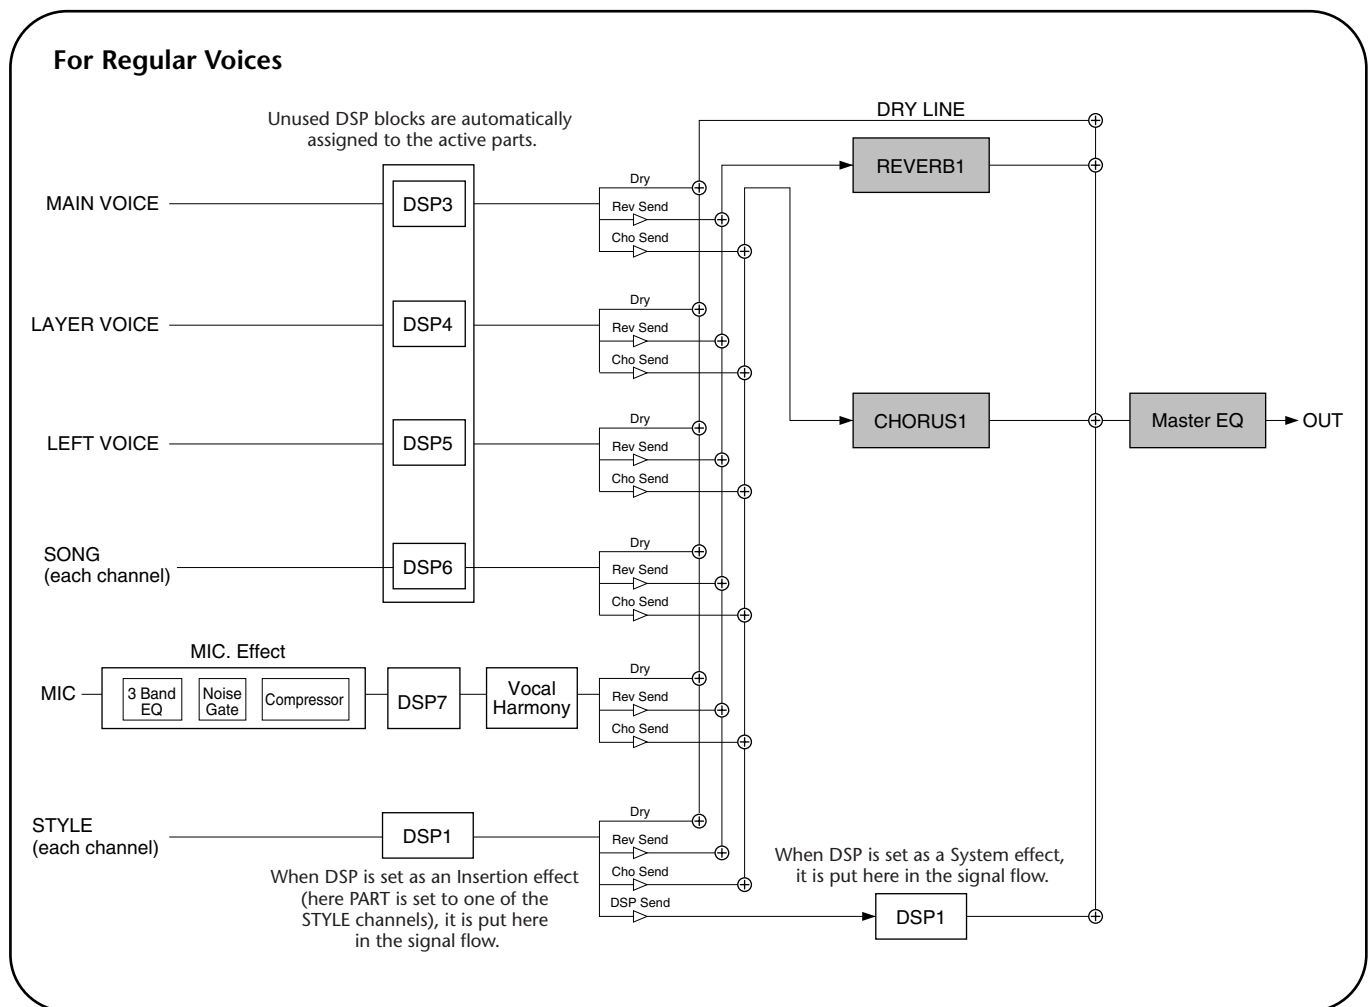 For Regular Voices
Unused DSP blocks are automatically
assigned to the active parts.
DRY LINE
REVERB1
MAIN VOICE
DSP3
Dry
Rev Send
Cho Send
LAYER VOICE
DSP4
Dry
Rev Send
Cho Send
CHORUS1
Master EQ
OUT
LEFT VOICE
DSP5
Dry
Rev Send
Cho Send
SONG
(each channel)
DSP6
Dry
Rev Send
Cho Send
MIC. Effect
MIC
3 Band
EQ
Noise
Gate
Compressor
DSP7
Vocal
Harmony
Dry
Rev Send
Cho Send
STYLE
(each channel)
DSP1
Dry
Rev Send
Cho Send
DSP Send
When DSP is set as an Insertion effect
(here PART is set to one of the
STYLE channels), it is put here
in the signal flow.
When DSP is set as a System effect,
it is put here in the signal flow.
DSP1